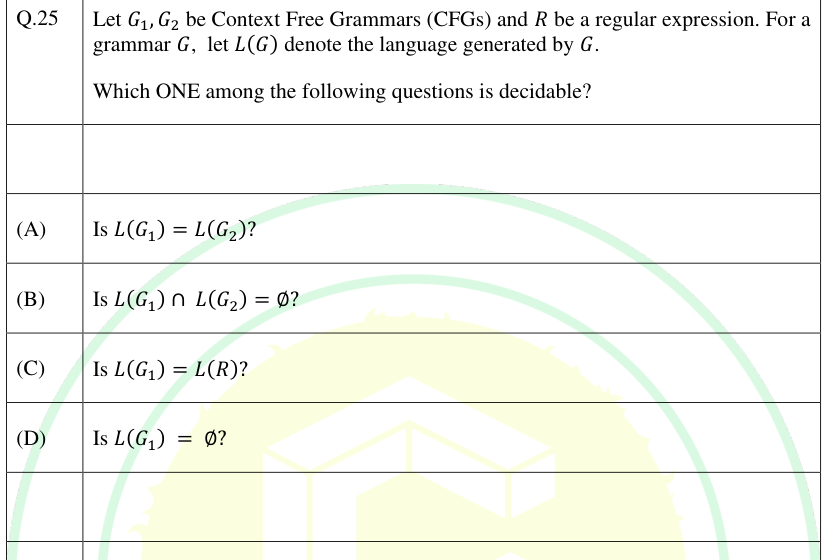 Q.25 Let 𝐺₁, 𝐺₂ be Context Free Grammars (CFGs) and 𝑅 be a regular expression. For a
grammar 𝐺, let 𝐿(𝐺) denote the language generated by 𝐺.
Which ONE among the following questions is decidable?
(A) Is 𝐿(𝐺₁) = 𝐿(𝐺₂)?
(B) Is 𝐿(𝐺₁) ∩ 𝐿(𝐺₂) = ∅?
(C) Is 𝐿(𝐺₁) = 𝐿(𝑅)?
(D) Is 𝐿(𝐺₁) = ∅?